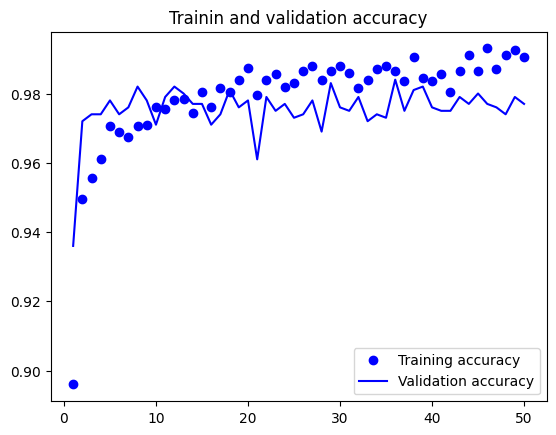 Trainin and validation accuracy
0.98
0.96
0.94
0.92
0.90
Training accuracy
Validation accuracy
0 10 20 30 40 50